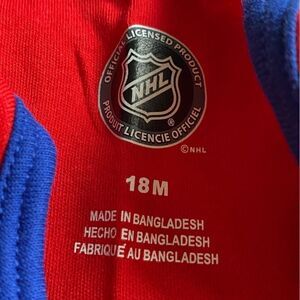 OFFICIAL LICENSED PRODUCT
NHL
®
PRODUIT LICENCIÉ OFFICIEL
©NHL
18M
MADE IN BANGLADESH
HECHO EN BANGLADESH
FABRIQUÉ AU BANGLADESH